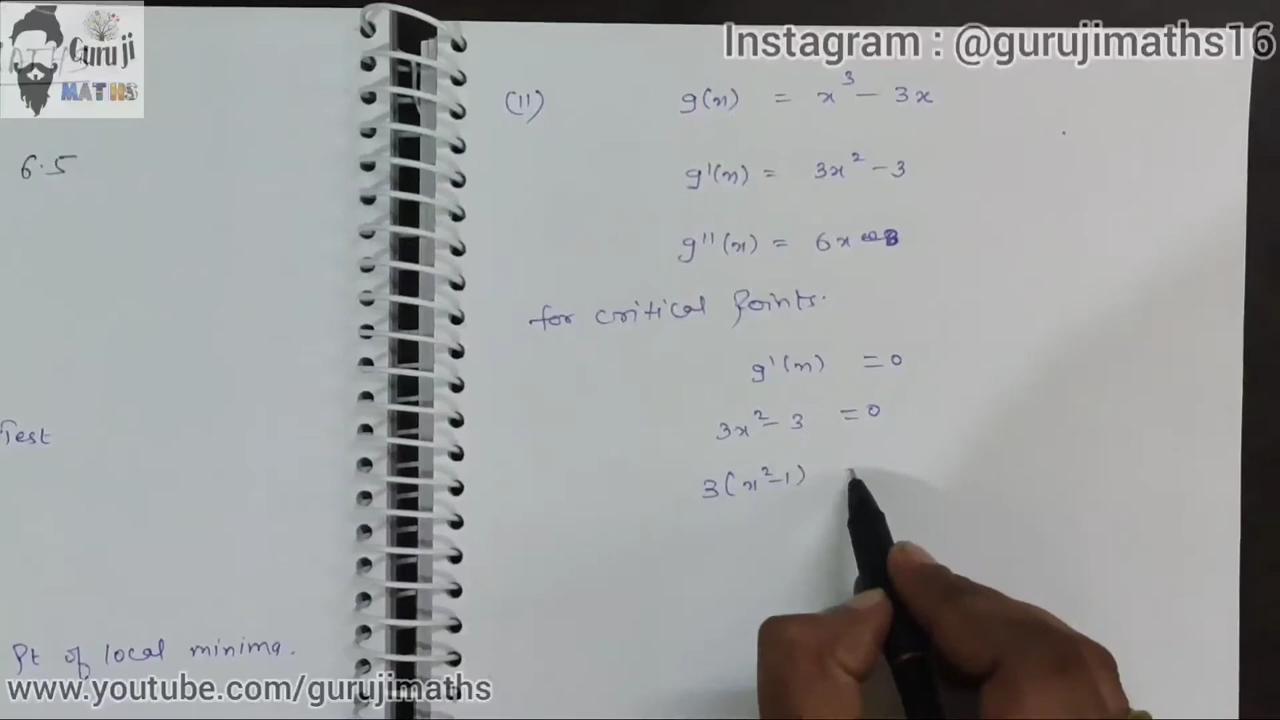 Guru ji
MATHS
Instagram : @gurujimaths16
6.5
Test
Pt of local minima.
(11) g(x) = x³ - 3x
g'(x) = 3x² - 3
g''(x) = 6x
for critical points.
g'(x) = 0
3x² - 3 = 0
3(x² - 1)
www.youtube.com/gurujimaths